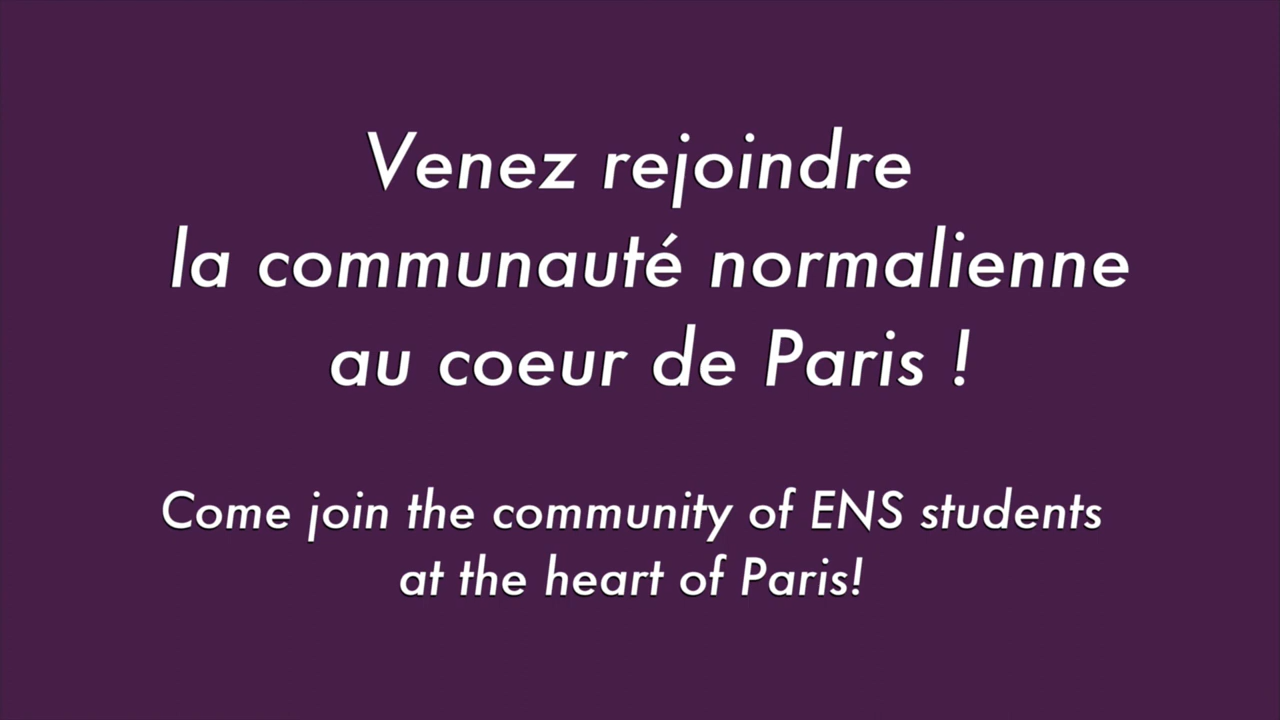 Venez rejoindre
la communauté normalienne
au coeur de Paris !
Come join the community of ENS students
at the heart of Paris!